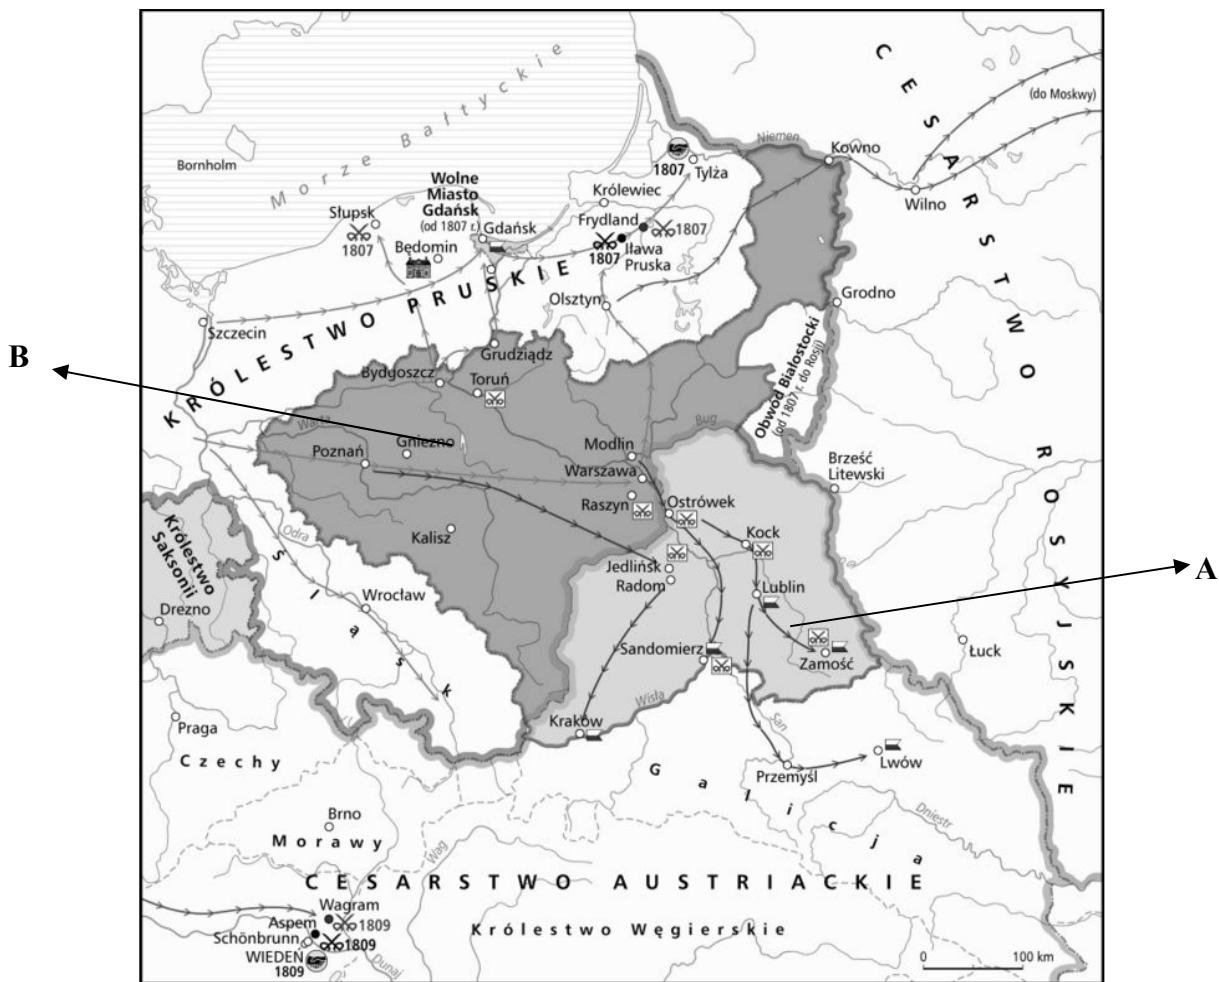 CESARSTWO ROSYJSKIE
(do Moskwy)
Morze Bałtyckie
Bornholm
Niemen
Kowno
1807
Tylża
Wilno
Wolne
Miasto
Gdańsk
(od 1807 r.)
Królewiec
Słupsk
1807
Gdańsk
Frydland
1807
Będomin
1807
Iława
Pruska
KRÓLESTWO PRUSKIE
Olsztyn
Grodno
Szczecin
Obwód Białostocki
(od 1807 r. do Rosji)
B
Grudziądz
Bydgoszcz
Toruń
Warta
Bug
Gniezno
Modlin
Poznań
Warszawa
Brześć
Litewski
Raszyn
Ostrówek
Królestwo
Saksonii
Odra
Kalisz
Kock
Śląsk
Jedlińsk
Radom
Lublin
A
Wrocław
Drezno
Sandomierz
Zamość
Łuck
Wisła
San
Kraków
Praga
Czechy
Przemyśl
Lwów
Galicja
Dniestr
Brno
Morawy
Wag
CESARSTWO AUSTRIACKIE
Wagram
1809
Aspern
1809
Królestwo Węgierskie
Schönbrunn
WIEDEŃ
1809
Dunaj
0 100 km